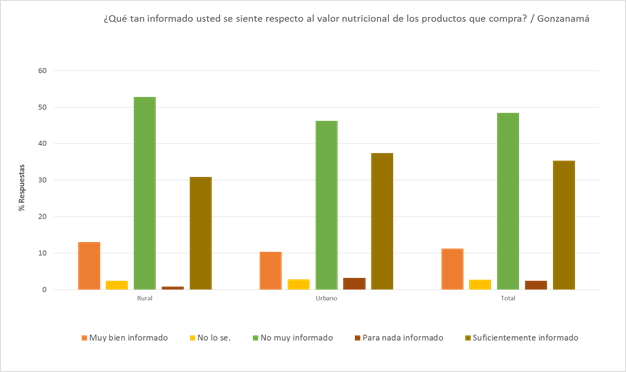 ¿Qué tan informado usted se siente respecto al valor nutricional de los productos que compra? / Gonzanamá
60
50
40
30
20
10
0
% Respuestas
Rural Urbano Total
Muy bien informado No lo se. No muy informado Para nada informado Suficientemente informado